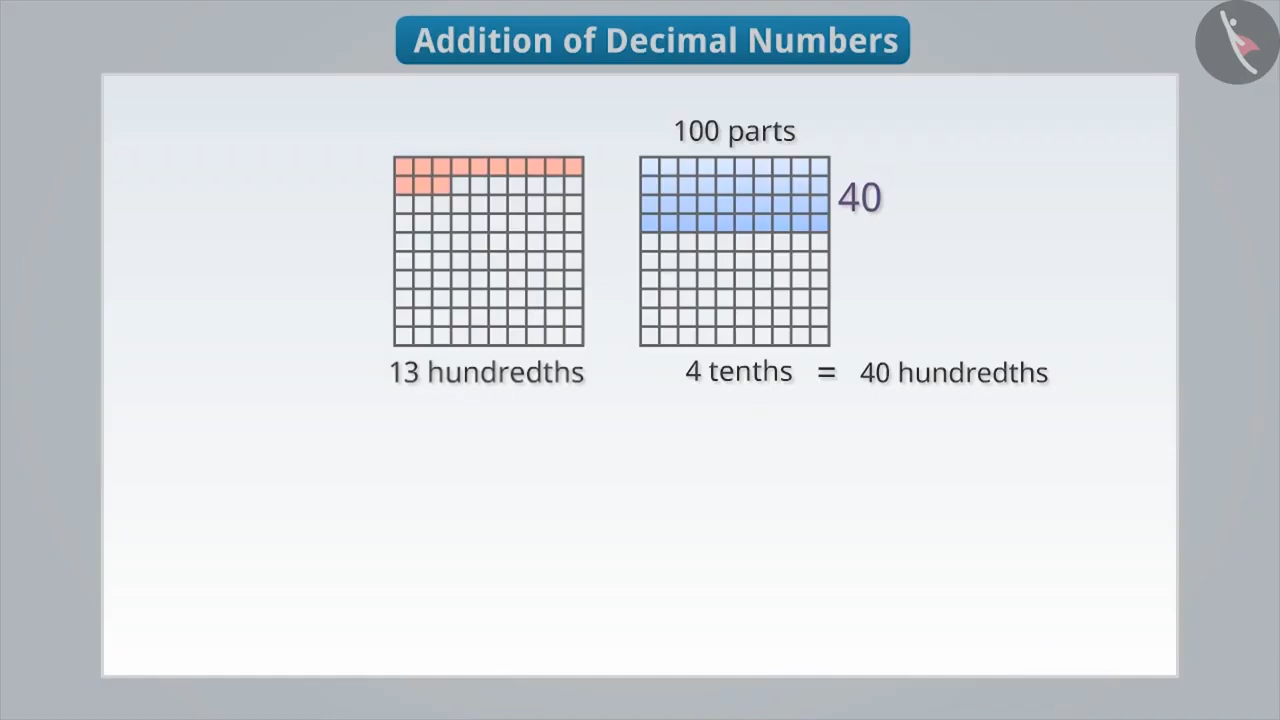 Addition of Decimal Numbers
100 parts
40
13 hundredths
4 tenths = 40 hundredths